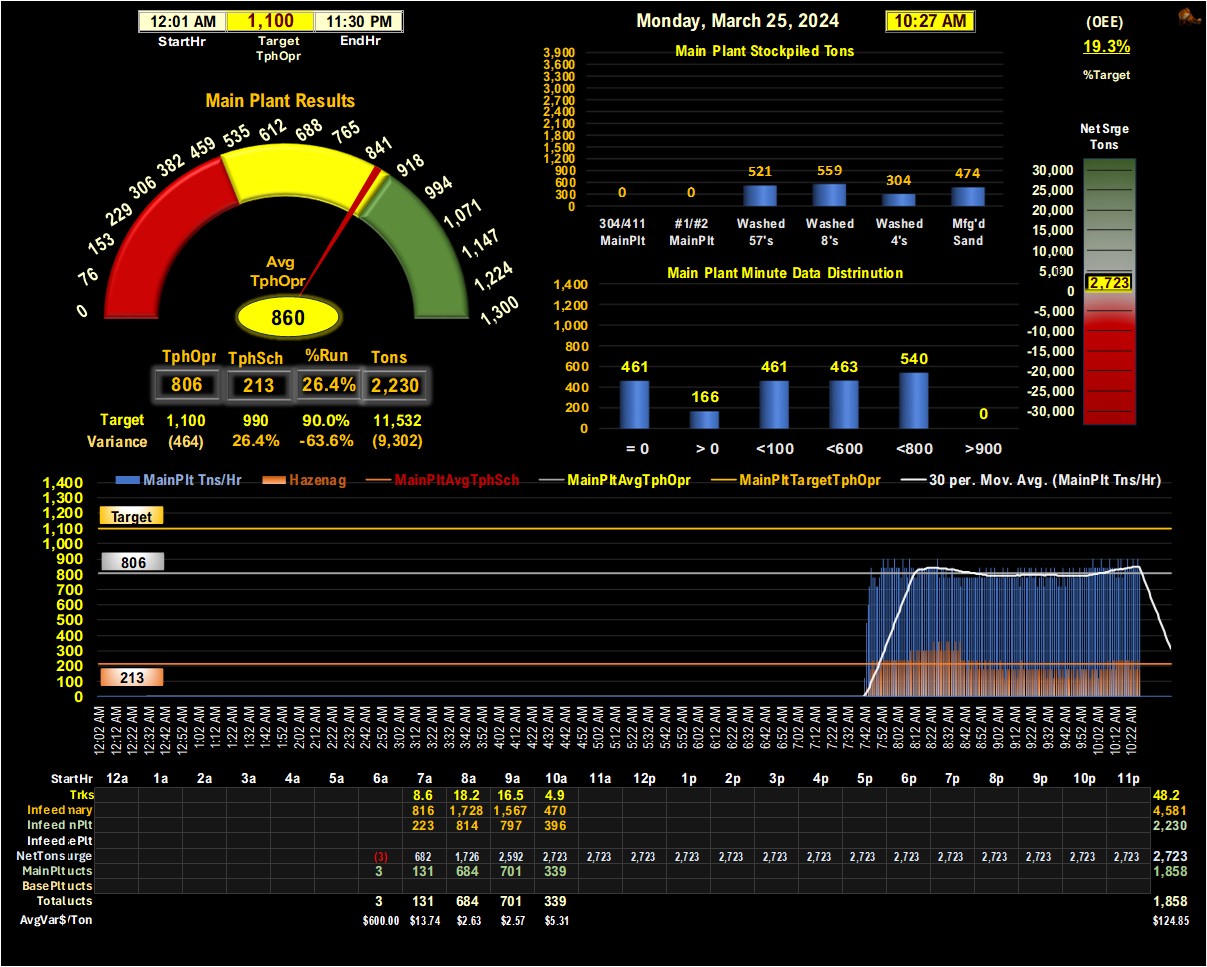 12:01 AM 1,100 11:30 PM
StartHr Target TphOpr EndHr
Monday, March 25, 2024 10:27 AM
(OEE)
19.3%
%Target
Main Plant Results
0 76 153 229 306 382 459 535 612 688 765 841 918 994 1,071 1,147 1,224 1,300
Avg
TphOpr
860
TphOpr TphSch %Run Tons
806 213 26.4% 2,230
Target 1,100 990 90.0% 11,532
Variance (464) 26.4% -63.6% (9,302)
Main Plant Stockpiled Tons
3,900
3,600
3,300
3,000
2,700
2,400
2,100
1,800
1,500
1,200
900
600
300
0
0 0 521 559 304 474
304/411 #1/#2 Washed Washed Washed Mfg'd
MainPlt MainPlt 57's 8's 4's Sand
Main Plant Minute Data Distrinution
1,400
1,200
1,000
800
600
400
200
0
461 166 461 463 540 0
= 0 > 0 <100 <600 <800 >900
Net Srge
Tons
30,000
25,000
20,000
15,000
10,000
5,000
0
-5,000
-10,000
-15,000
-20,000
-25,000
-30,000
2,723
MainPlt Tns/Hr Hazenag MainPltAvgTphSch MainPltAvgTphOpr MainPltTargetTphOpr 30 per. Mov. Avg. (MainPlt Tns/Hr)
1,400
1,300
1,200
1,100
1,000
900
800
700
600
500
400
300
200
100
0
Target
806
213
12:02 AM 12:12 AM 12:22 AM 12:32 AM 12:42 AM 12:52 AM 1:02 AM 1:12 AM 1:22 AM 1:32 AM 1:42 AM 1:52 AM 2:02 AM 2:12 AM 2:22 AM 2:32 AM 2:42 AM 2:52 AM 3:02 AM 3:12 AM 3:22 AM 3:32 AM 3:42 AM 3:52 AM 4:02 AM 4:12 AM 4:22 AM 4:32 AM 4:42 AM 4:52 AM 5:02 AM 5:12 AM 5:22 AM 5:32 AM 5:42 AM 5:52 AM 6:02 AM 6:12 AM 6:22 AM 6:32 AM 6:42 AM 6:52 AM 7:02 AM 7:12 AM 7:22 AM 7:32 AM 7:42 AM 7:52 AM 8:02 AM 8:12 AM 8:22 AM 8:32 AM 8:42 AM 8:52 AM 9:02 AM 9:12 AM 9:22 AM 9:32 AM 9:42 AM 9:52 AM 10:02 AM 10:12 AM 10:22 AM
StartHr 12a 1a 2a 3a 4a 5a 6a 7a 8a 9a 10a 11a 12p 1p 2p 3p 4p 5p 6p 7p 8p 9p 10p 11p
Trks 8.6 18.2 16.5 4.9 48.2
Infeed nary 816 1,728 1,567 470 4,581
Infeed nPlt 223 814 797 396 2,230
Infeed ePlt
NetTons urge (3) 682 1,726 2,592 2,723 2,723 2,723 2,723 2,723 2,723 2,723 2,723 2,723 2,723 2,723 2,723 2,723 2,723 2,723
MainPlt ucts 3 131 684 701 339 1,858
BasePlt ucts
Total ucts 3 131 684 701 339 1,858
AvgVar$/Ton $600.00 $13.74 $2.63 $2.57 $5.31 $124.85